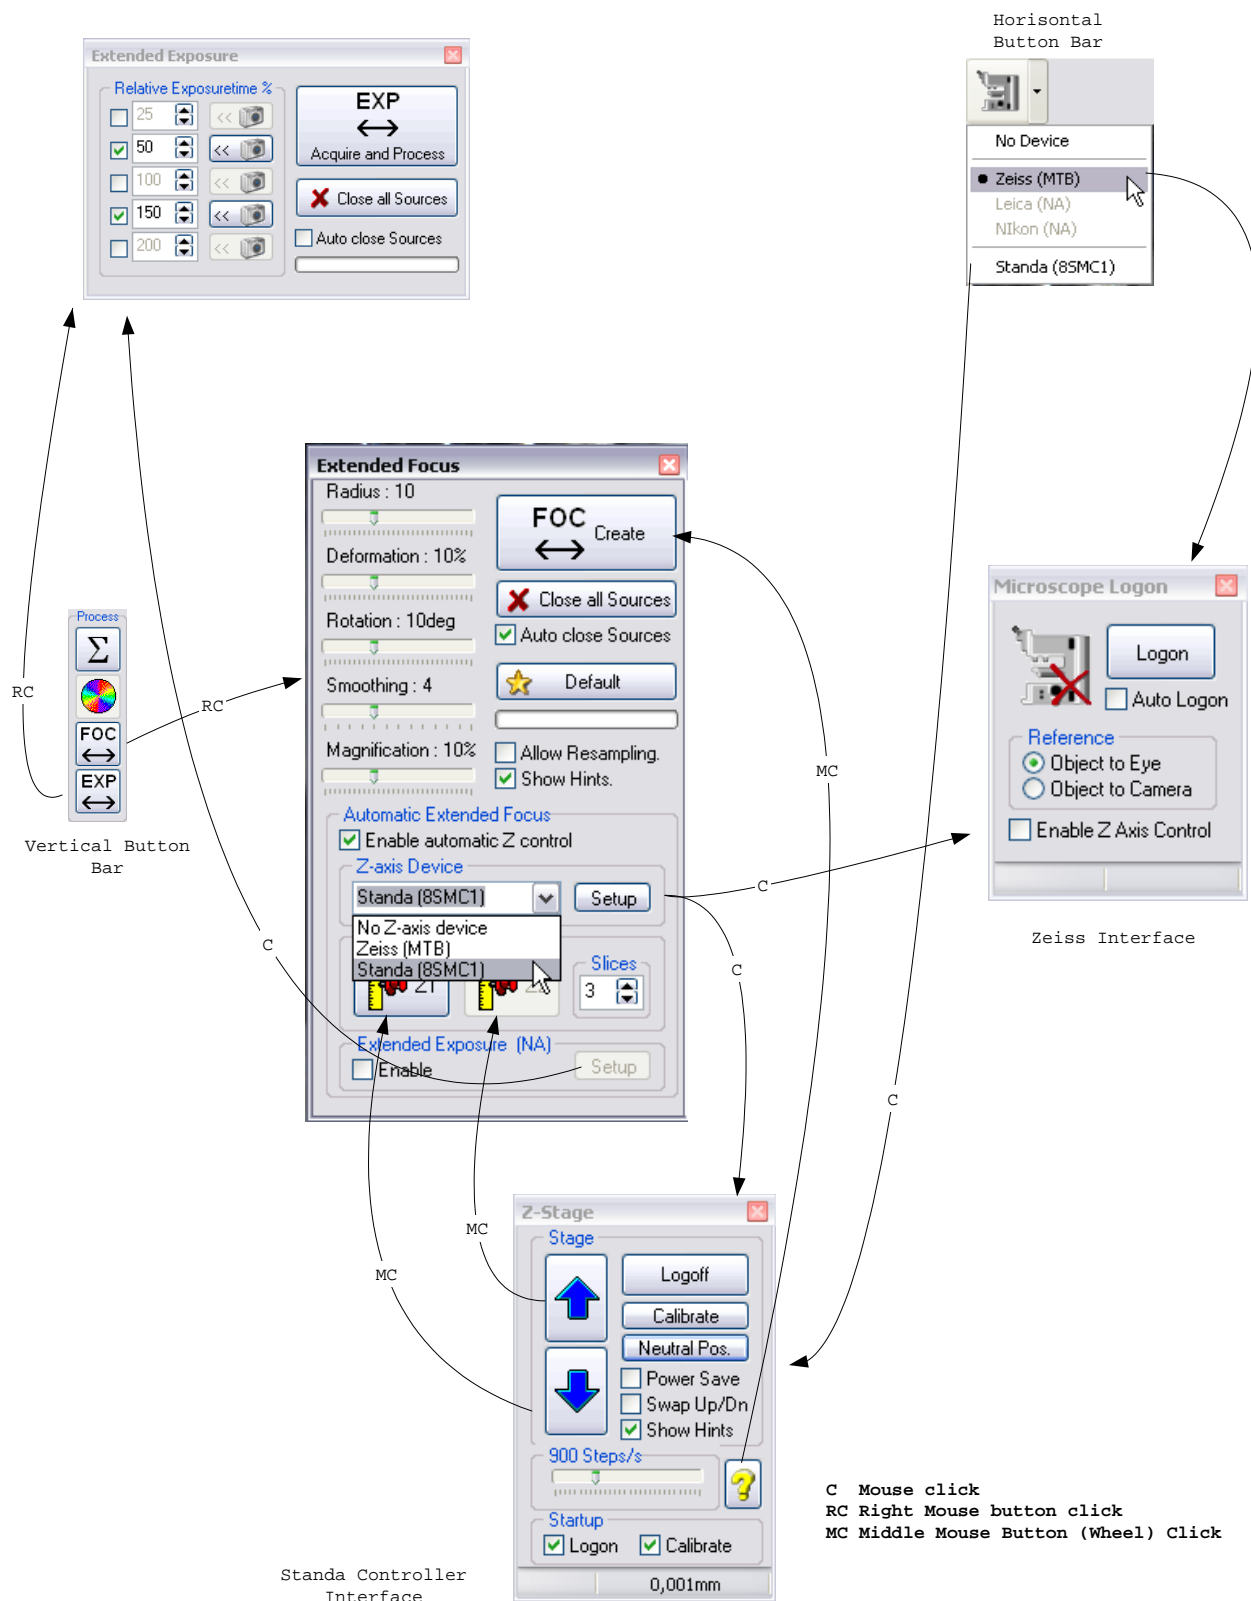 Horisontal
Button Bar
Extended Exposure
Relative Exposuretime %
25
<<
50
<<
100
<<
150
<<
200
<<
EXP
Acquire and Process
Close all Sources
Auto close Sources
No Device
Zeiss (MTB)
Leica (NA)
NIkon (NA)
Standa (8SMC1)
Extended Focus
Radius : 10
FOC
Create
Deformation : 10%
Close all Sources
Rotation : 10deg
Auto close Sources
Smoothing : 4
Default
Magnification : 10%
Allow Resampling.
Show Hints.
Automatic Extended Focus
Enable automatic Z control
Z-axis Device
Standa (8SMC1)
Setup
No Z-axis device
Zeiss (MTB)
Standa (8SMC1)
Z1
Slices
3
Extended Exposure (NA)
Enable
Setup
Process
Σ
FOC
EXP
Vertical Button
Bar
RC
RC
C
MC
C
C
C
MC
MC
Microscope Logon
Logon
Auto Logon
Reference
Object to Eye
Object to Camera
Enable Z Axis Control
Zeiss Interface
Z-Stage
Stage
Logoff
Calibrate
Neutral Pos.
Power Save
Swap Up/Dn
Show Hints
900 Steps/s
?
Startup
Logon
Calibrate
0,001mm
Standa Controller
Interface
C Mouse click
RC Right Mouse button click
MC Middle Mouse Button (Wheel) Click